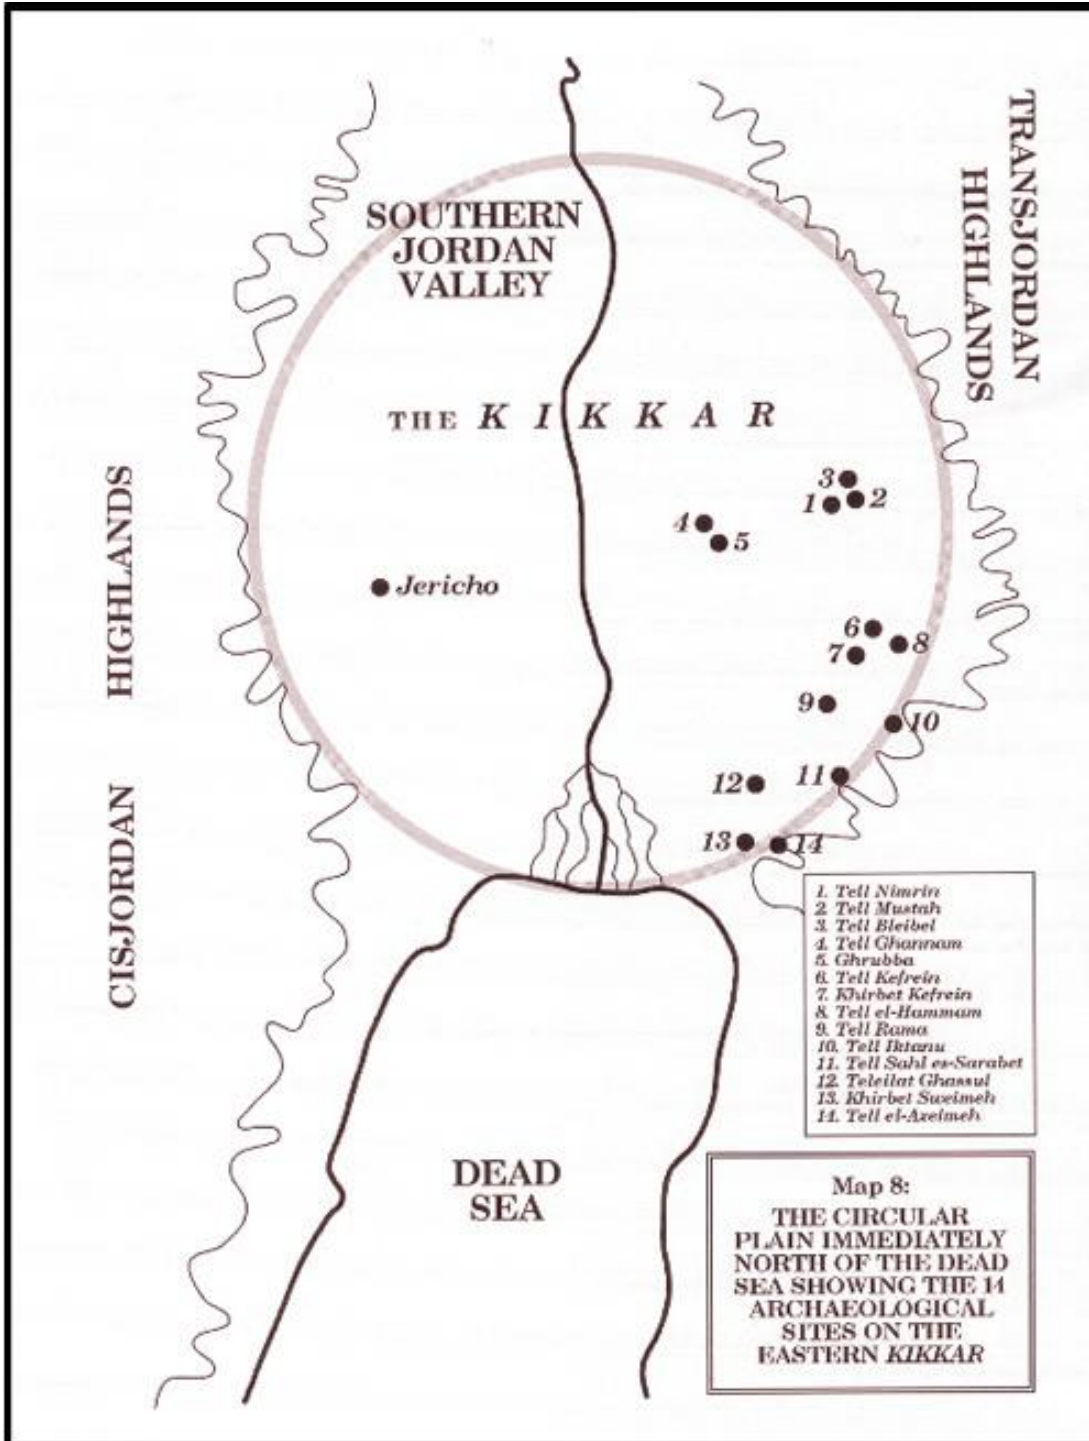 TRANSJORDAN
HIGHLANDS
SOUTHERN
JORDAN
VALLEY
THE KIKKAR
3
1
2
4
5
Jericho
HIGHLANDS
CISJORDAN
6
8
7
9
10
11
12
13
14
1. Tell Nimrin
2. Tell Mustah
3. Tell Bleibel
4. Tell Ghannam
5. Ghrubba
6. Tell Kefrein
7. Khirbet Kefrein
8. Tell el-Hammam
9. Tell Rama
10. Tell Iktanu
11. Tell Sahl es-Sarabet
12. Teleilat Ghassul
13. Khirbet Sweimeh
14. Tell el-Azeimeh
DEAD
SEA
Map 8:
THE CIRCULAR
PLAIN IMMEDIATELY
NORTH OF THE DEAD
SEA SHOWING THE 14
ARCHAEOLOGICAL
SITES ON THE
EASTERN KIKKAR